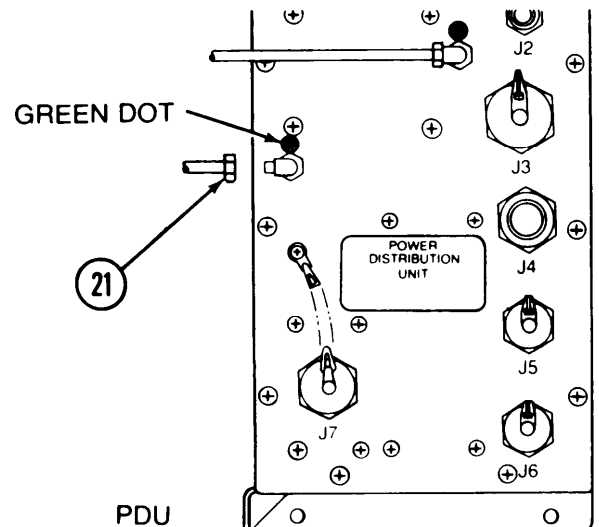 J2
GREEN DOT
J3
21
POWER
DISTRIBUTION
UNIT
J4
J5
J7
J6
PDU